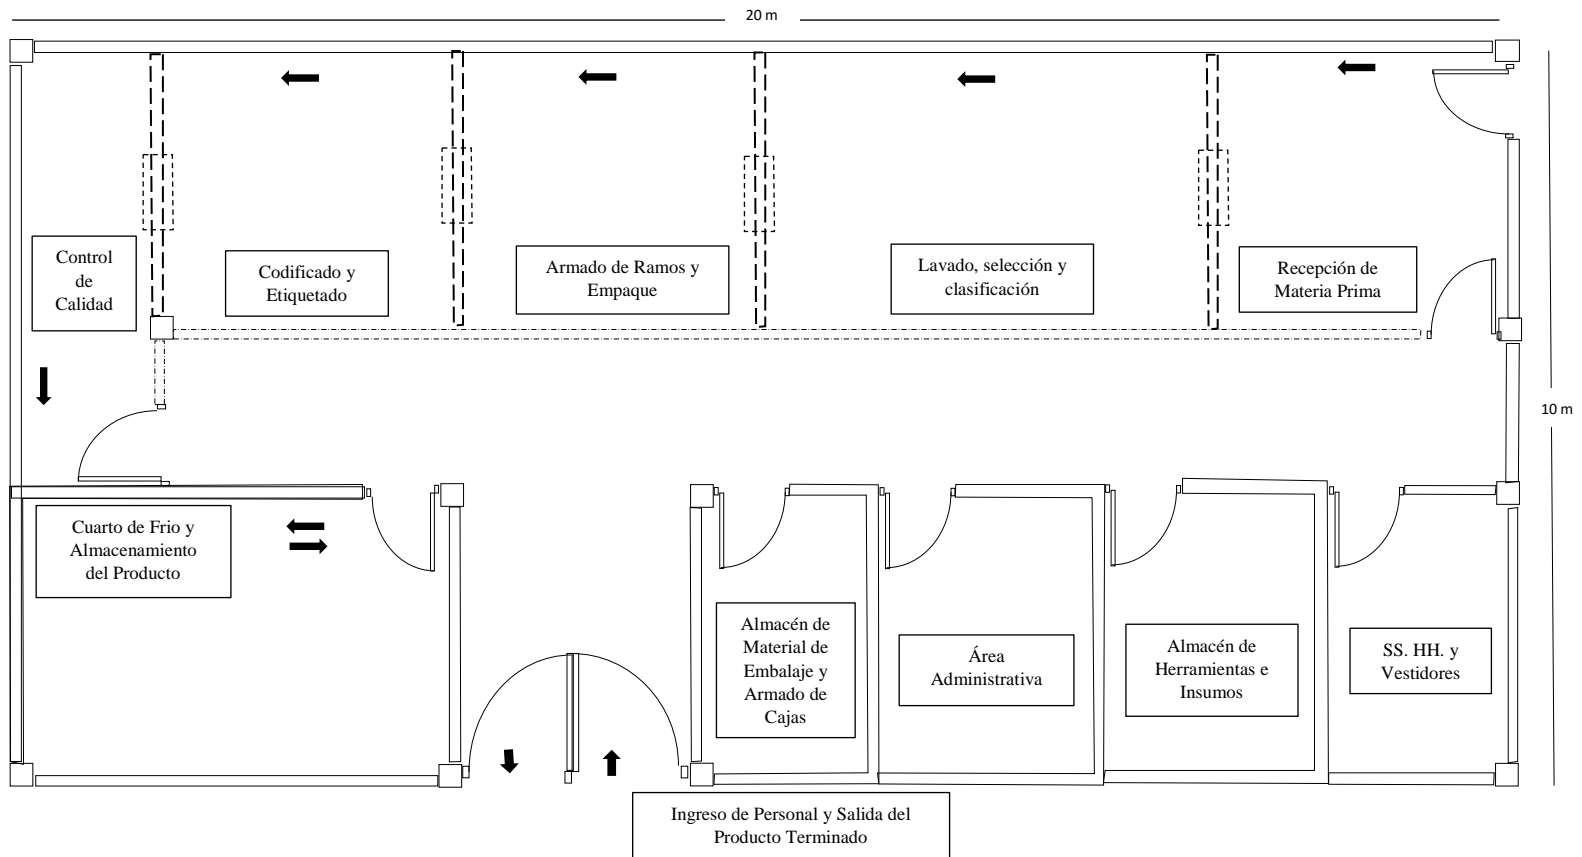 20 m
10 m
Control
de
Calidad
Codificado y
Etiquetado
Armado de Ramos y
Empaque
Lavado, selección y
clasificación
Recepción de
Materia Prima
Cuarto de Frio y
Almacenamiento
del Producto
Almacén de
Material de
Embalaje y
Armado de
Cajas
Área
Administrativa
Almacén de
Herramientas e
Insumos
SS. HH. y
Vestidores
Ingreso de Personal y Salida del
Producto Terminado